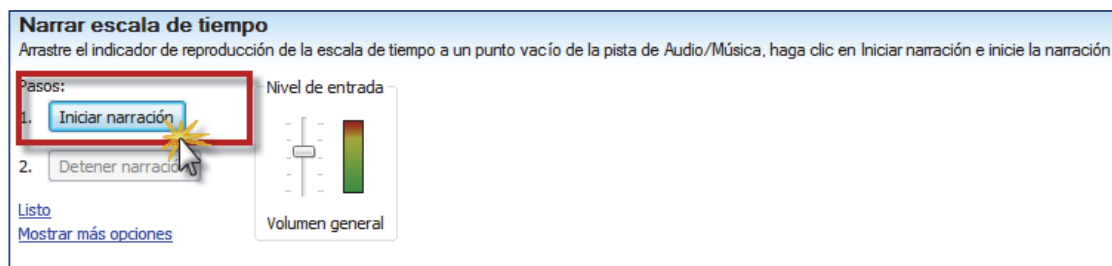 Narrar escala de tiempo
Arrastre el indicador de reproducción de la escala de tiempo a un punto vacío de la pista de Audio/Música, haga clic en Iniciar narración e inicie la narración
Pasos:
1. Iniciar narración
2. Detener narración
Listo
Mostrar más opciones
Nivel de entrada
Volumen general